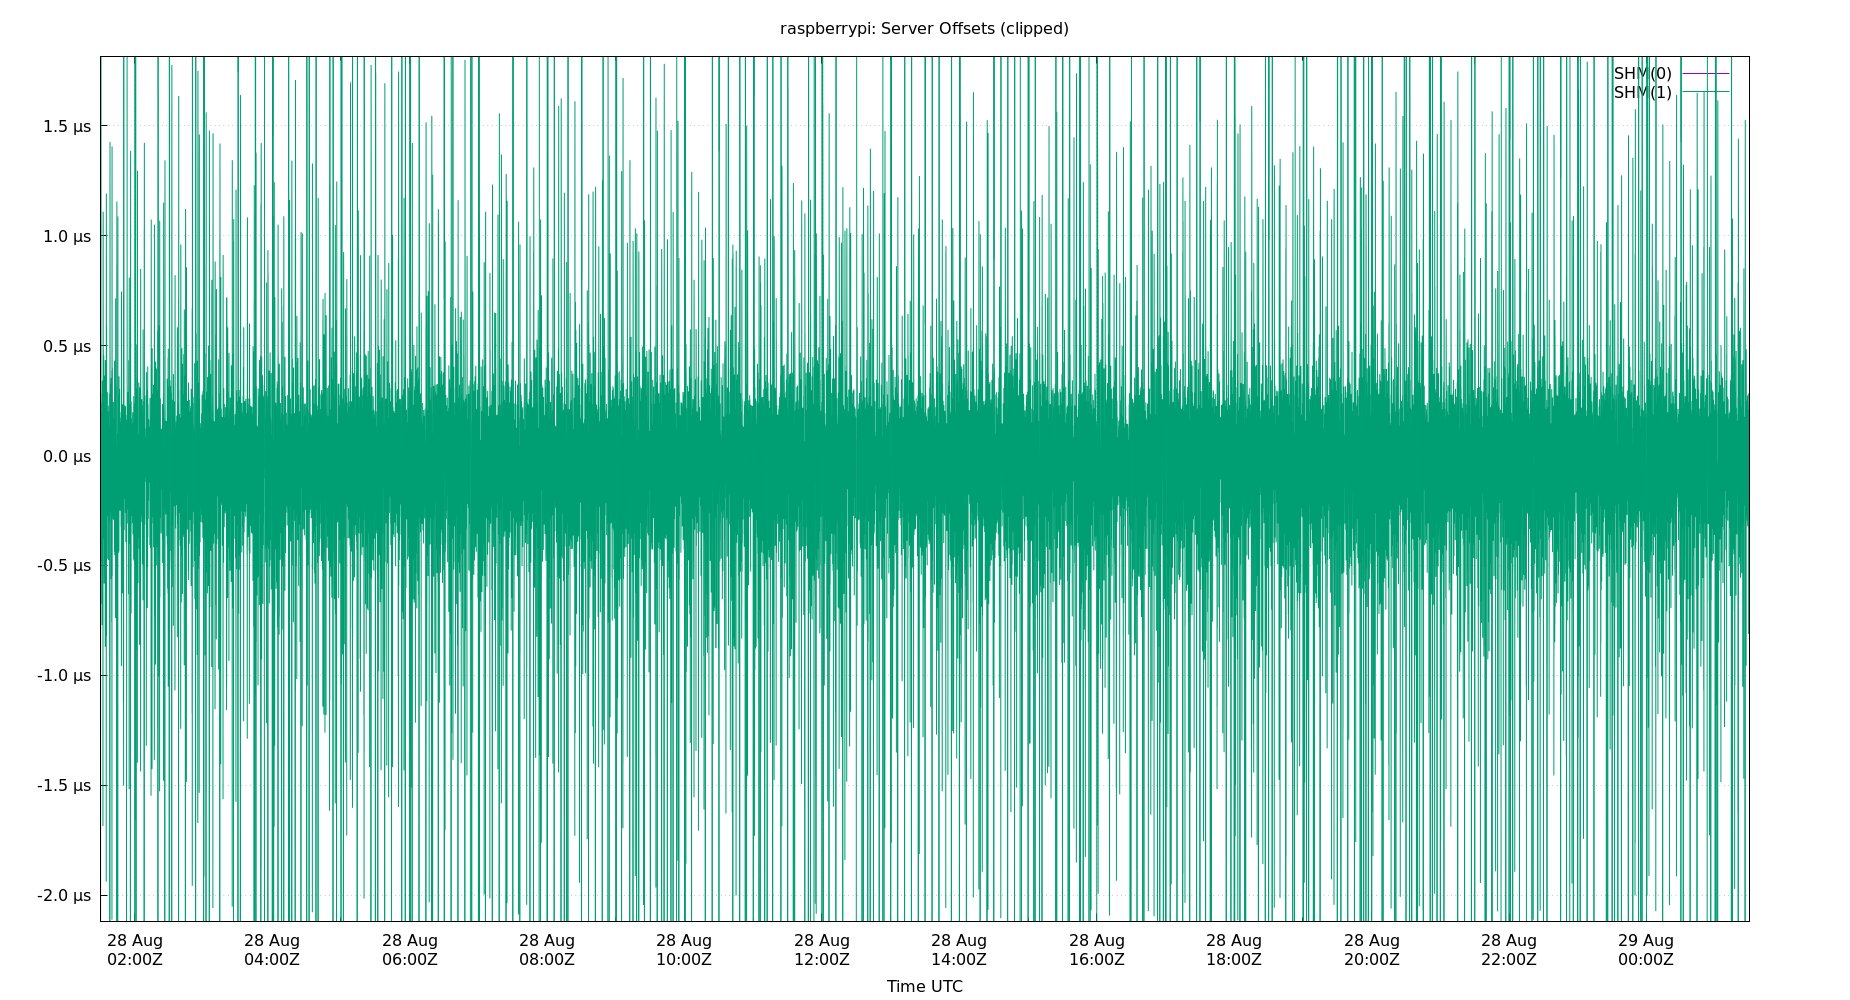 raspberrypi: Server Offsets (clipped)
SHM(0)
SHM(1)
1.5 µs
1.0 µs
0.5 µs
0.0 µs
-0.5 µs
-1.0 µs
-1.5 µs
-2.0 µs
28 Aug 28 Aug 28 Aug 28 Aug 28 Aug 28 Aug 28 Aug 28 Aug 28 Aug 28 Aug 28 Aug 29 Aug
02:00Z 04:00Z 06:00Z 08:00Z 10:00Z 12:00Z 14:00Z 16:00Z 18:00Z 20:00Z 22:00Z 00:00Z
Time UTC